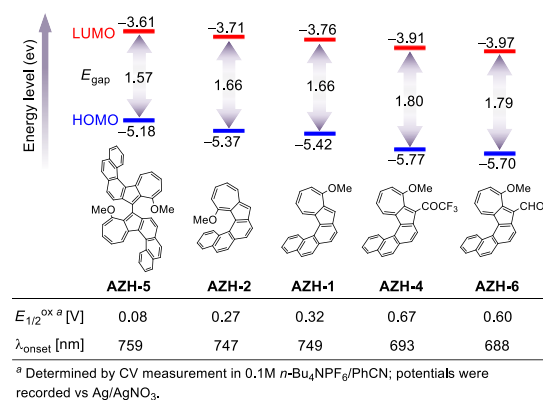 Energy level (ev)
LUMO −3.61 −3.71 −3.76 −3.91 −3.97
Egap 1.57 1.66 1.66 1.80 1.79
HOMO −5.18 −5.37 −5.42 −5.77 −5.70
MeO OMe MeO OMe OMe COCF3 OMe CHO
AZH-5 AZH-2 AZH-1 AZH-4 AZH-6
E1/2ox a [V] 0.08 0.27 0.32 0.67 0.60
λonset [nm] 759 747 749 693 688
a Determined by CV measurement in 0.1M n-Bu4NPF6/PhCN; potentials were
recorded vs Ag/AgNO3.